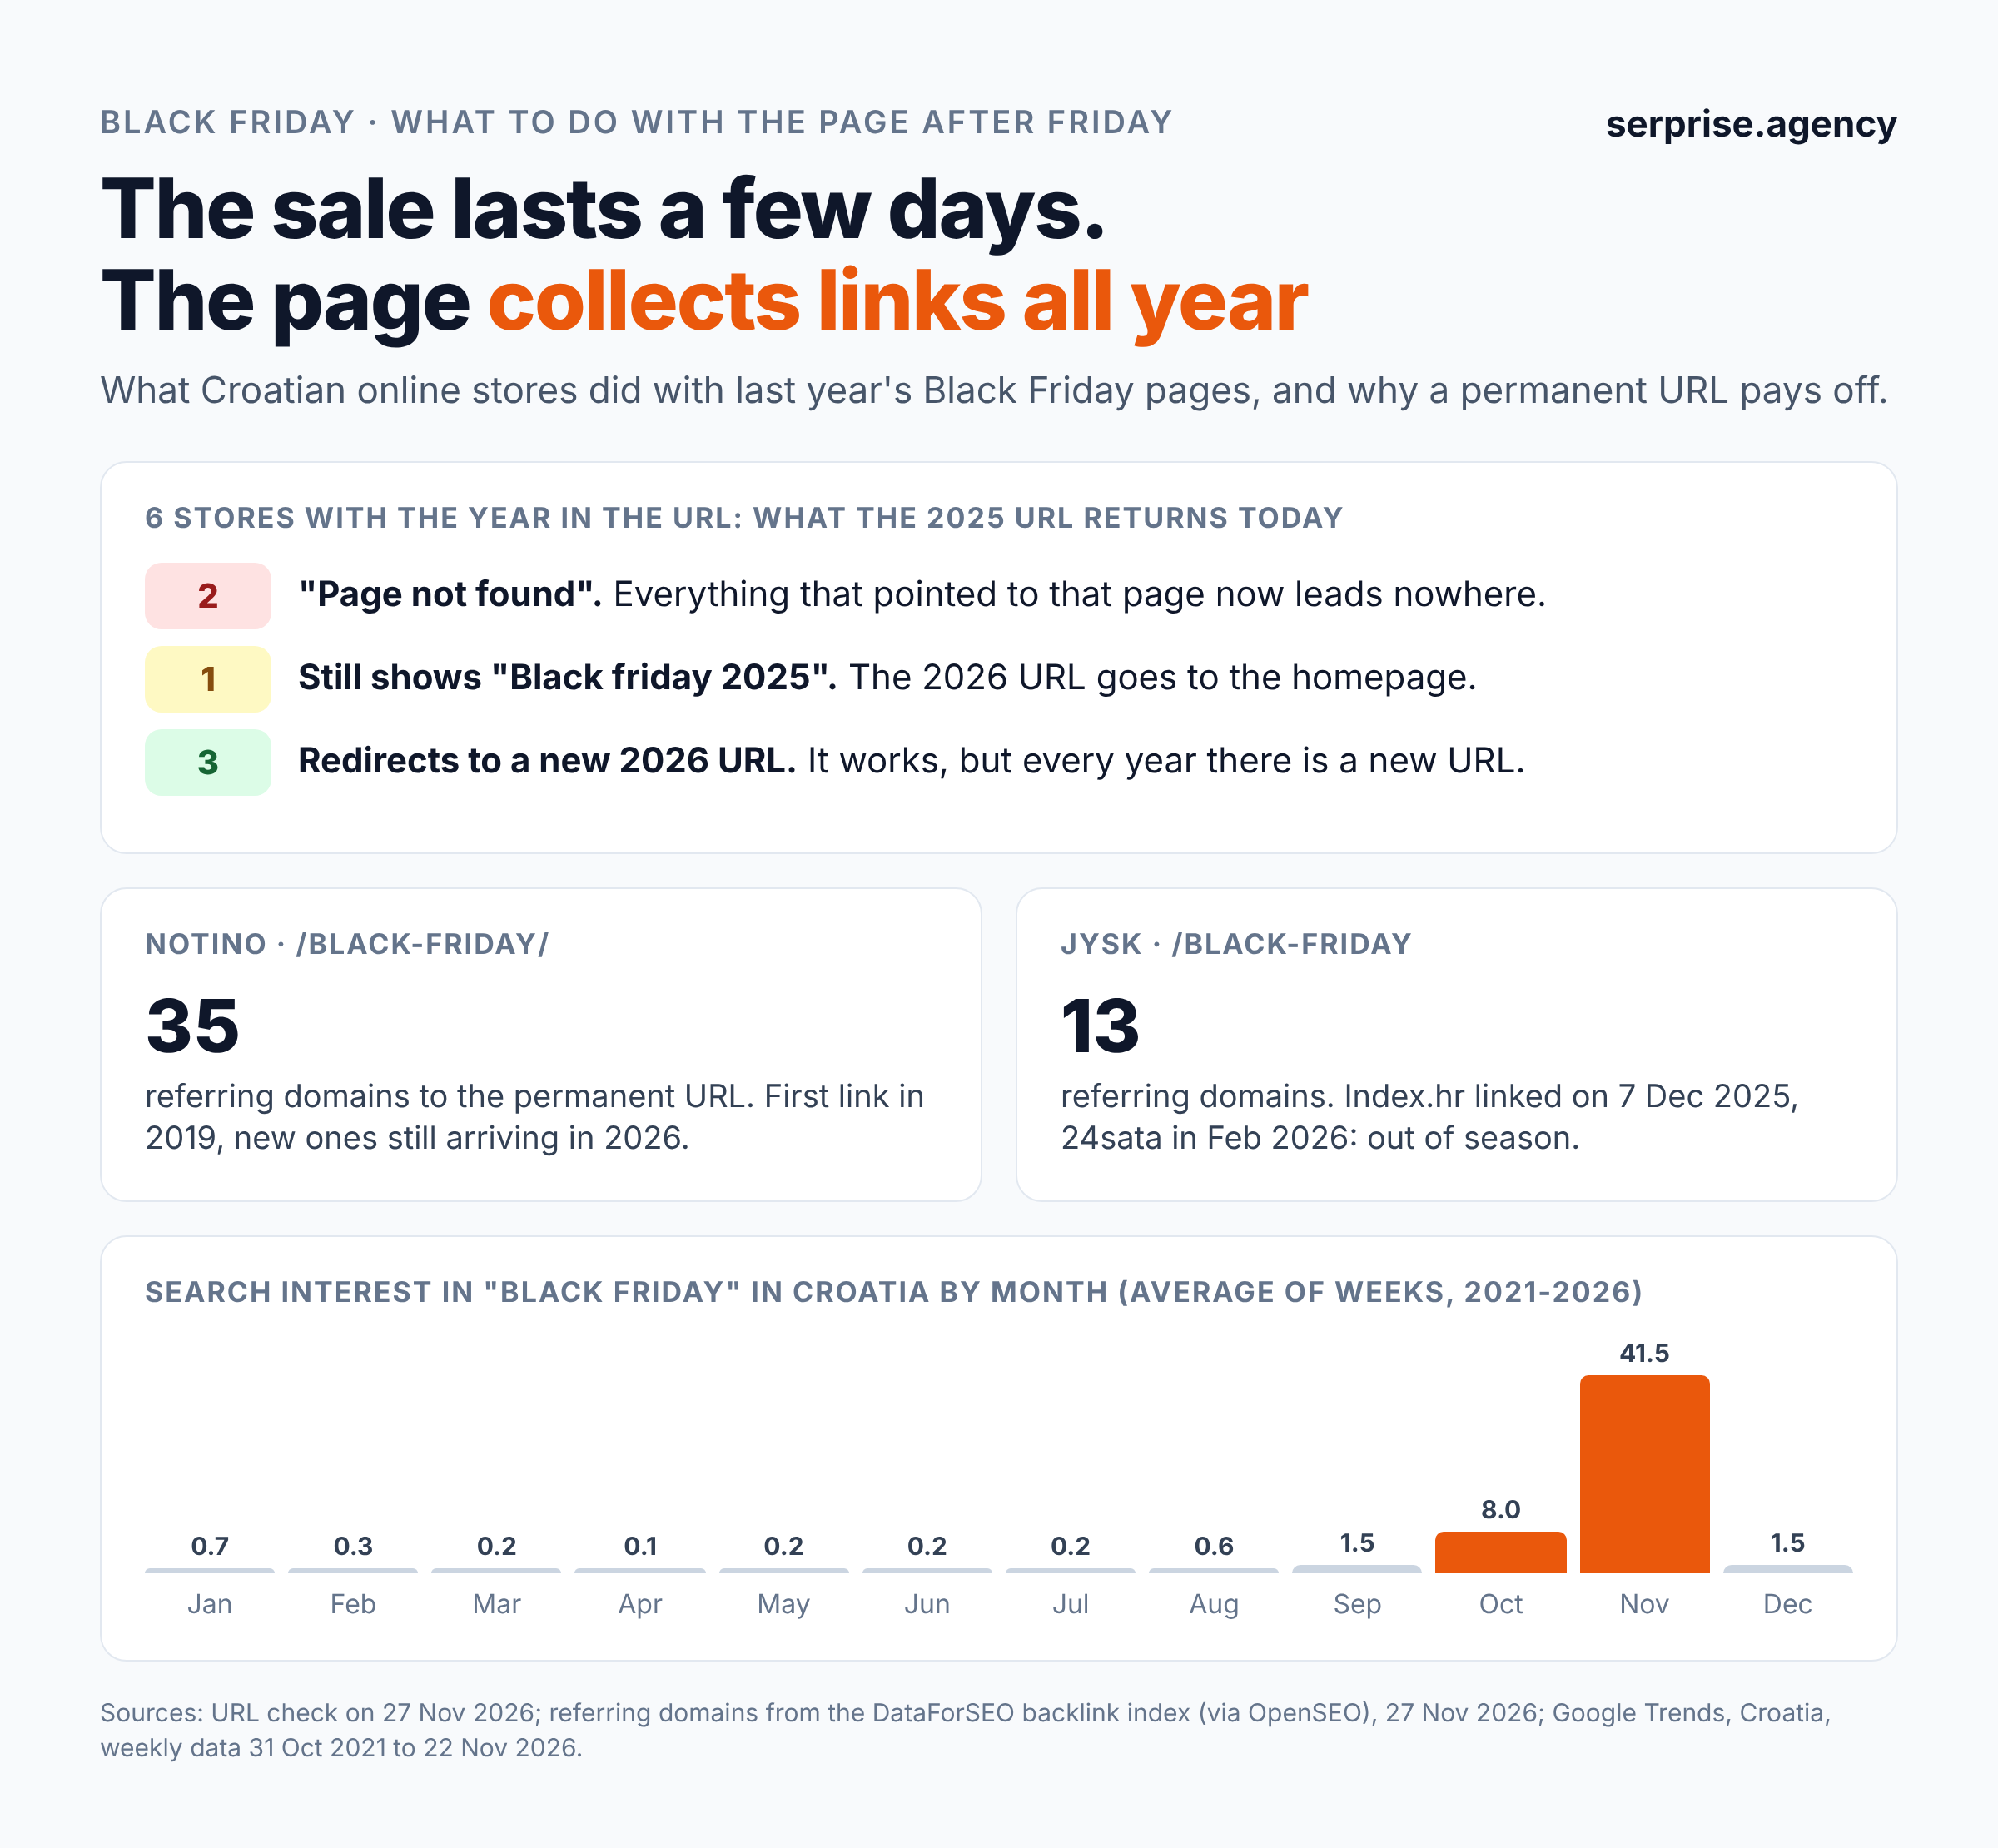 BLACK FRIDAY · WHAT TO DO WITH THE PAGE AFTER FRIDAY
serprise.agency
The sale lasts a few days.
The page collects links all year
What Croatian online stores did with last year's Black Friday pages, and why a permanent URL pays off.
6 STORES WITH THE YEAR IN THE URL: WHAT THE 2025 URL RETURNS TODAY
2 "Page not found". Everything that pointed to that page now leads nowhere.
1 Still shows "Black friday 2025". The 2026 URL goes to the homepage.
3 Redirects to a new 2026 URL. It works, but every year there is a new URL.
NOTINO · /BLACK-FRIDAY/
35
referring domains to the permanent URL. First link in
2019, new ones still arriving in 2026.
JYSK · /BLACK-FRIDAY
13
referring domains. Index.hr linked on 7 Dec 2025,
24sata in Feb 2026: out of season.
SEARCH INTEREST IN "BLACK FRIDAY" IN CROATIA BY MONTH (AVERAGE OF WEEKS, 2021-2026)
0.7 0.3 0.2 0.1 0.2 0.2 0.2 0.6 1.5 8.0 41.5 1.5
Jan Feb Mar Apr May Jun Jul Aug Sep Oct Nov Dec
Sources: URL check on 27 Nov 2026; referring domains from the DataForSEO backlink index (via OpenSEO), 27 Nov 2026; Google Trends, Croatia,
weekly data 31 Oct 2021 to 22 Nov 2026.